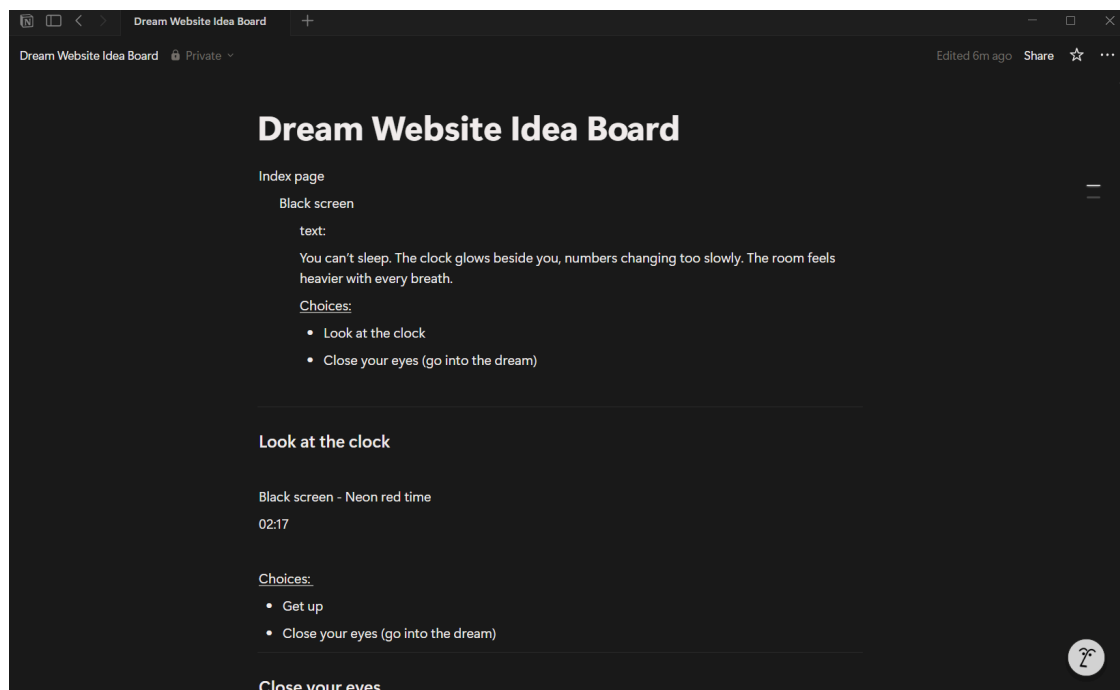 Dream Website Idea Board
Dream Website Idea Board Private Edited 6m ago Share
Dream Website Idea Board
Index page
Black screen
text:
You can’t sleep. The clock glows beside you, numbers changing too slowly. The room feels
heavier with every breath.
Choices:
• Look at the clock
• Close your eyes (go into the dream)
Look at the clock
Black screen - Neon red time
02:17
Choices:
• Get up
• Close your eyes (go into the dream)
Close your eyes